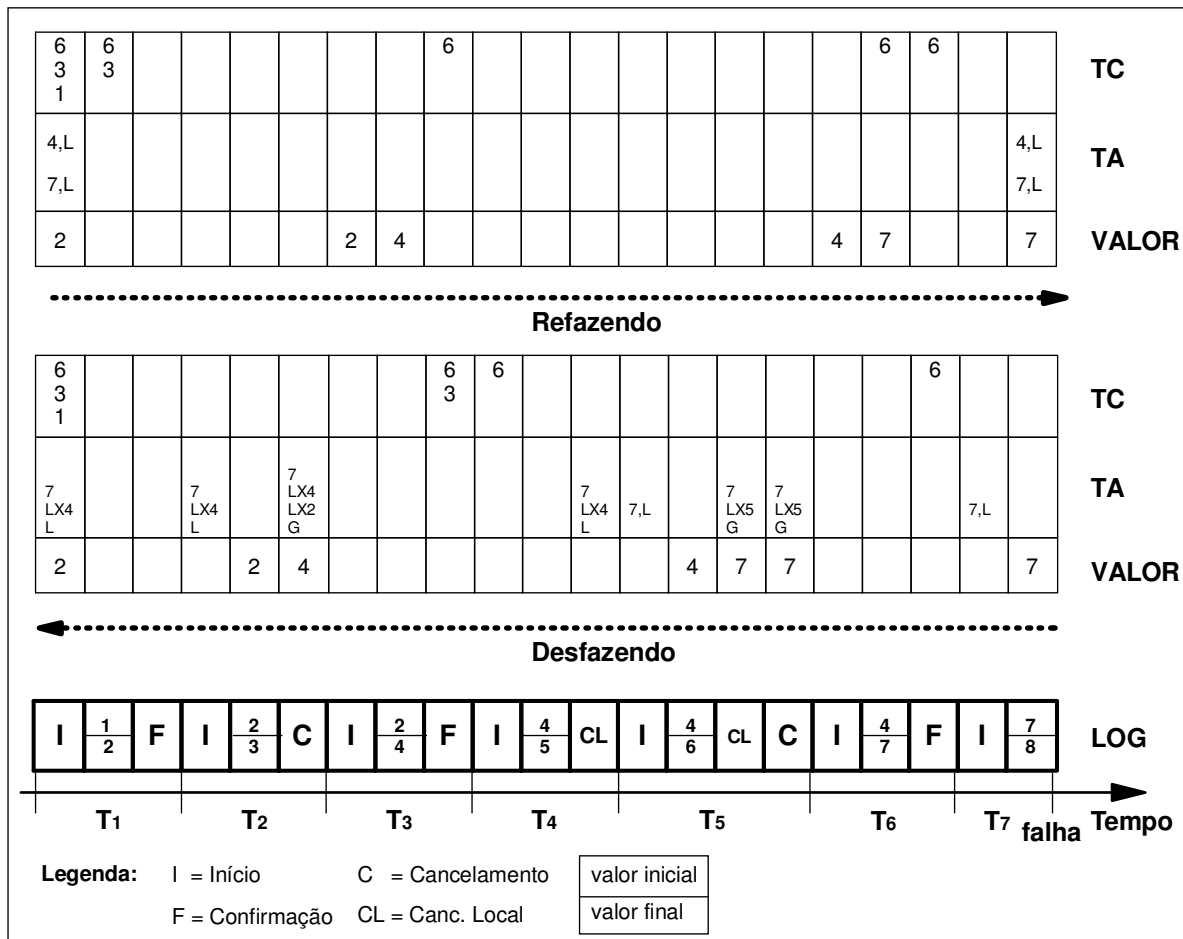 6 6 6 6 6 TC
3 3
1
4,L 4,L TA
7,L 7,L
2 2 4 4 7 7 VALOR
Refazendo
6 6 6 6 TC
3 3
1
7 7 7 7 7,L 7 7 7,L TA
LX4 LX4 LX4 LX4 LX5 LX5
L L LX2 L G G
G
2 2 4 4 7 7 7 VALOR
Desfazendo
I 1/2 F I 2/3 C I 2/4 F I 4/5 CL I 4/6 CL C I 4/7 F I 7/8 LOG
T1 T2 T3 T4 T5 T6 T7 falha Tempo
Legenda: I = Início C = Cancelamento valor inicial
F = Confirmação CL = Canc. Local valor final